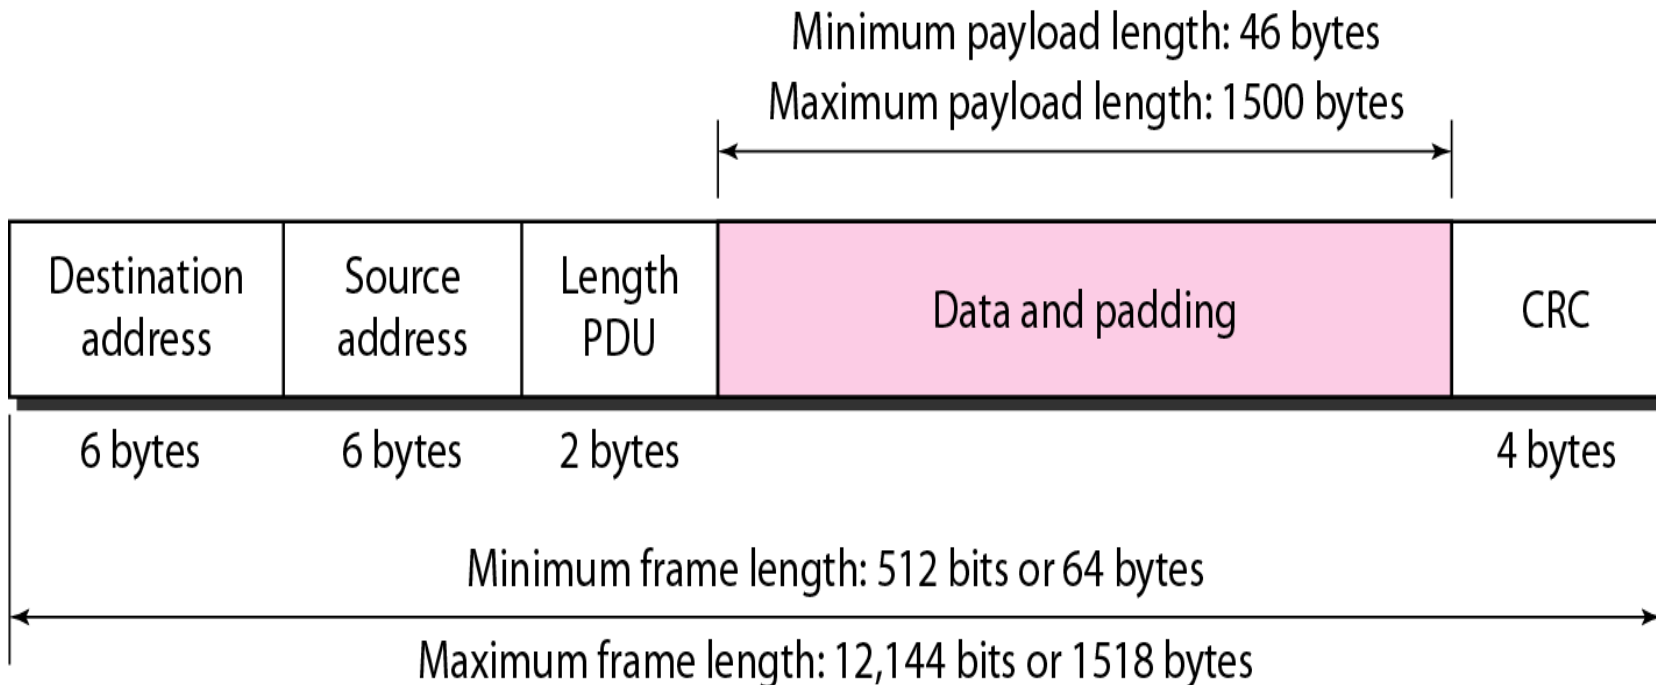 Minimum payload length: 46 bytes
Maximum payload length: 1500 bytes
Destination
address
Source
address
Length
PDU
Data and padding
CRC
6 bytes
6 bytes
2 bytes
4 bytes
Minimum frame length: 512 bits or 64 bytes
Maximum frame length: 12,144 bits or 1518 bytes